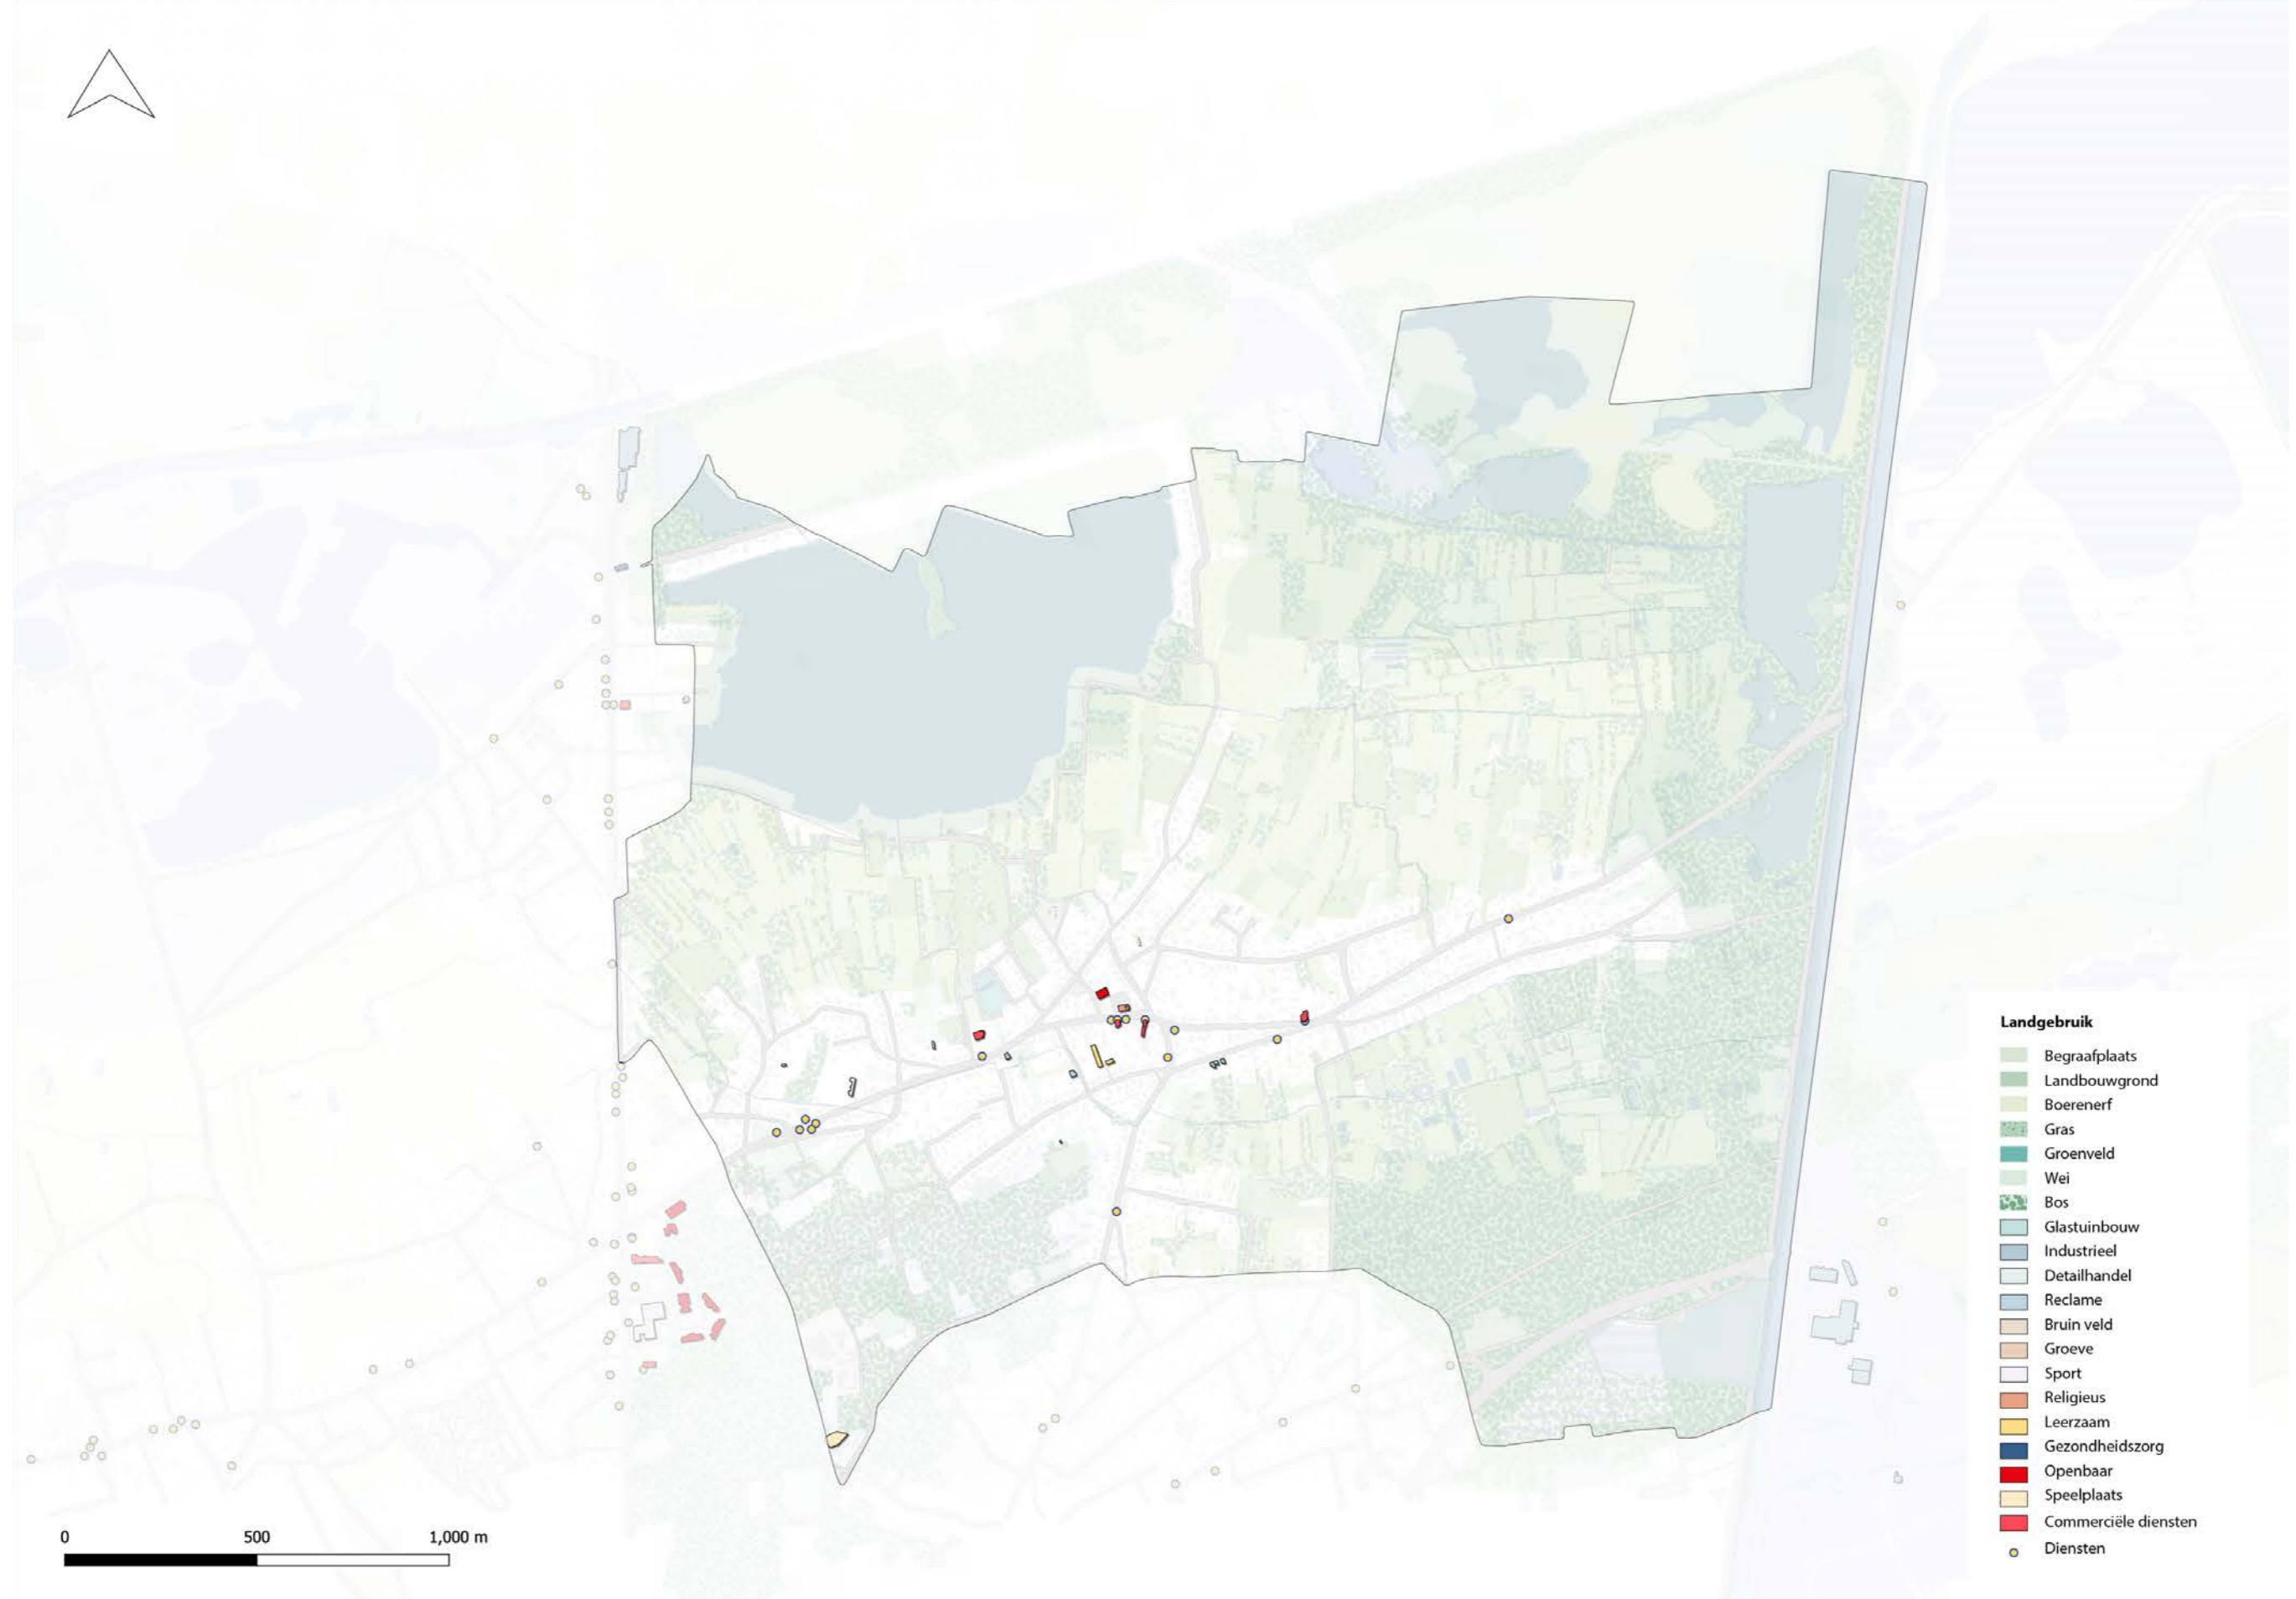 Landgebruik
Begraafplaats
Landbouwgrond
Boerenerf
Gras
Groenveld
Wei
Bos
Glastuinbouw
Industrieel
Detailhandel
Reclame
Bruin veld
Groeve
Sport
Religieus
Leerzaam
Gezondheidszorg
Openbaar
Speelplaats
Commerciële diensten
Diensten
0 500 1,000 m